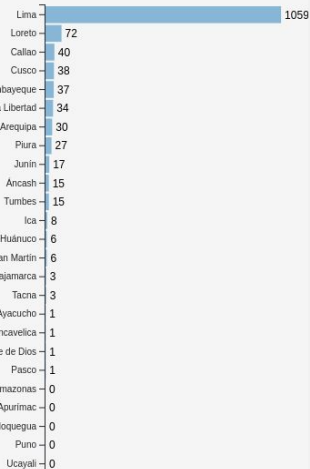 Lima 1059
Loreto 72
Callao 40
Cusco 38
nbayeque 37
Libertad 34
Arequipa 30
Piura 27
Junín 17
Áncash 15
Tumbes 15
Ica 8
Huánuco 6
an Martín 6
ajamarca 3
Tacna 3
Ayacucho 1
ncavelica 1
e de Dios 1
Pasco 1
mazonas 0
Apurímac 0
loquegua 0
Puno 0
Ucayali 0